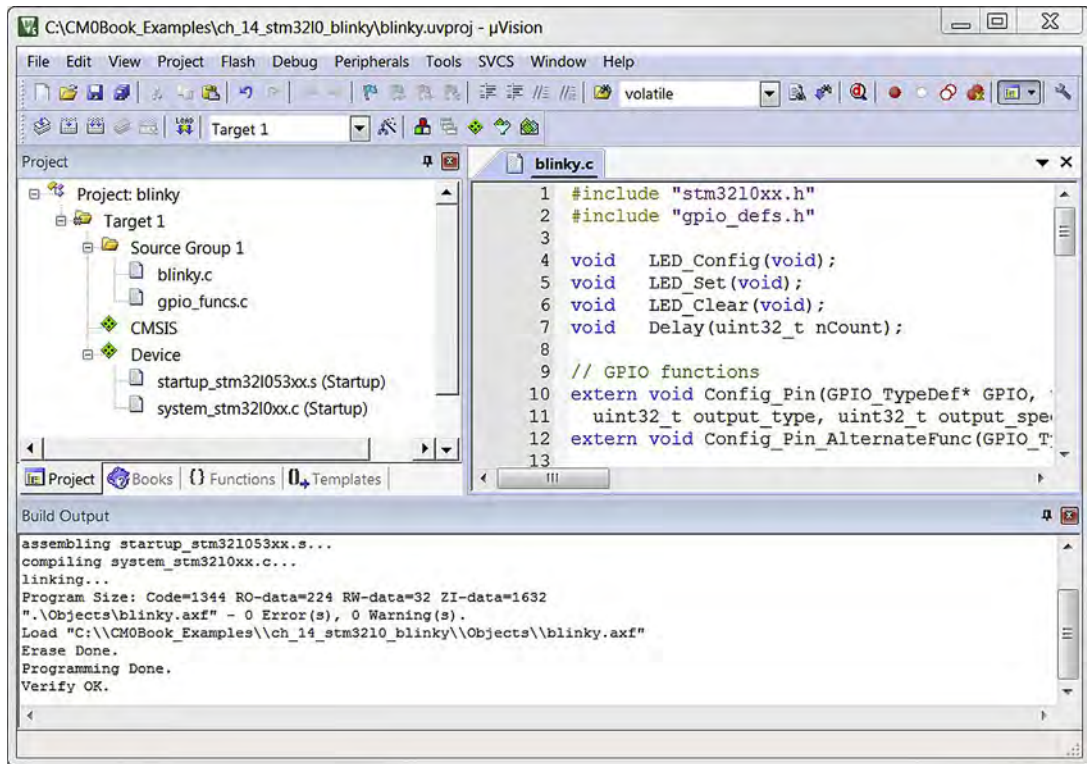 C:\CM0Book_Examples\ch_14_stm32l0_blinky\blinky.uvproj - µVision
File Edit View Project Flash Debug Peripherals Tools SVCS Window Help
volatile
LOAD Target 1
Project
Project: blinky
Target 1
Source Group 1
blinky.c
gpio_funcs.c
CMSIS
Device
startup_stm32l053xx.s (Startup)
system_stm32l0xx.c (Startup)
Project Books {} Functions Templates
blinky.c
1 #include "stm32l0xx.h"
2 #include "gpio_defs.h"
3
4 void LED_Config(void);
5 void LED_Set(void);
6 void LED_Clear(void);
7 void Delay(uint32_t nCount);
8
9 // GPIO functions
10 extern void Config_Pin(GPIO_TypeDef* GPIO,
11 uint32_t output_type, uint32_t output_spe
12 extern void Config_Pin_AlternateFunc(GPIO_T
13
Build Output
assembling startup_stm32l053xx.s...
compiling system_stm32l0xx.c...
linking...
Program Size: Code=1344 RO-data=224 RW-data=32 ZI-data=1632
".\Objects\blinky.axf" - 0 Error(s), 0 Warning(s).
Load "C:\\CM0Book_Examples\\ch_14_stm32l0_blinky\\Objects\\blinky.axf"
Erase Done.
Programming Done.
Verify OK.